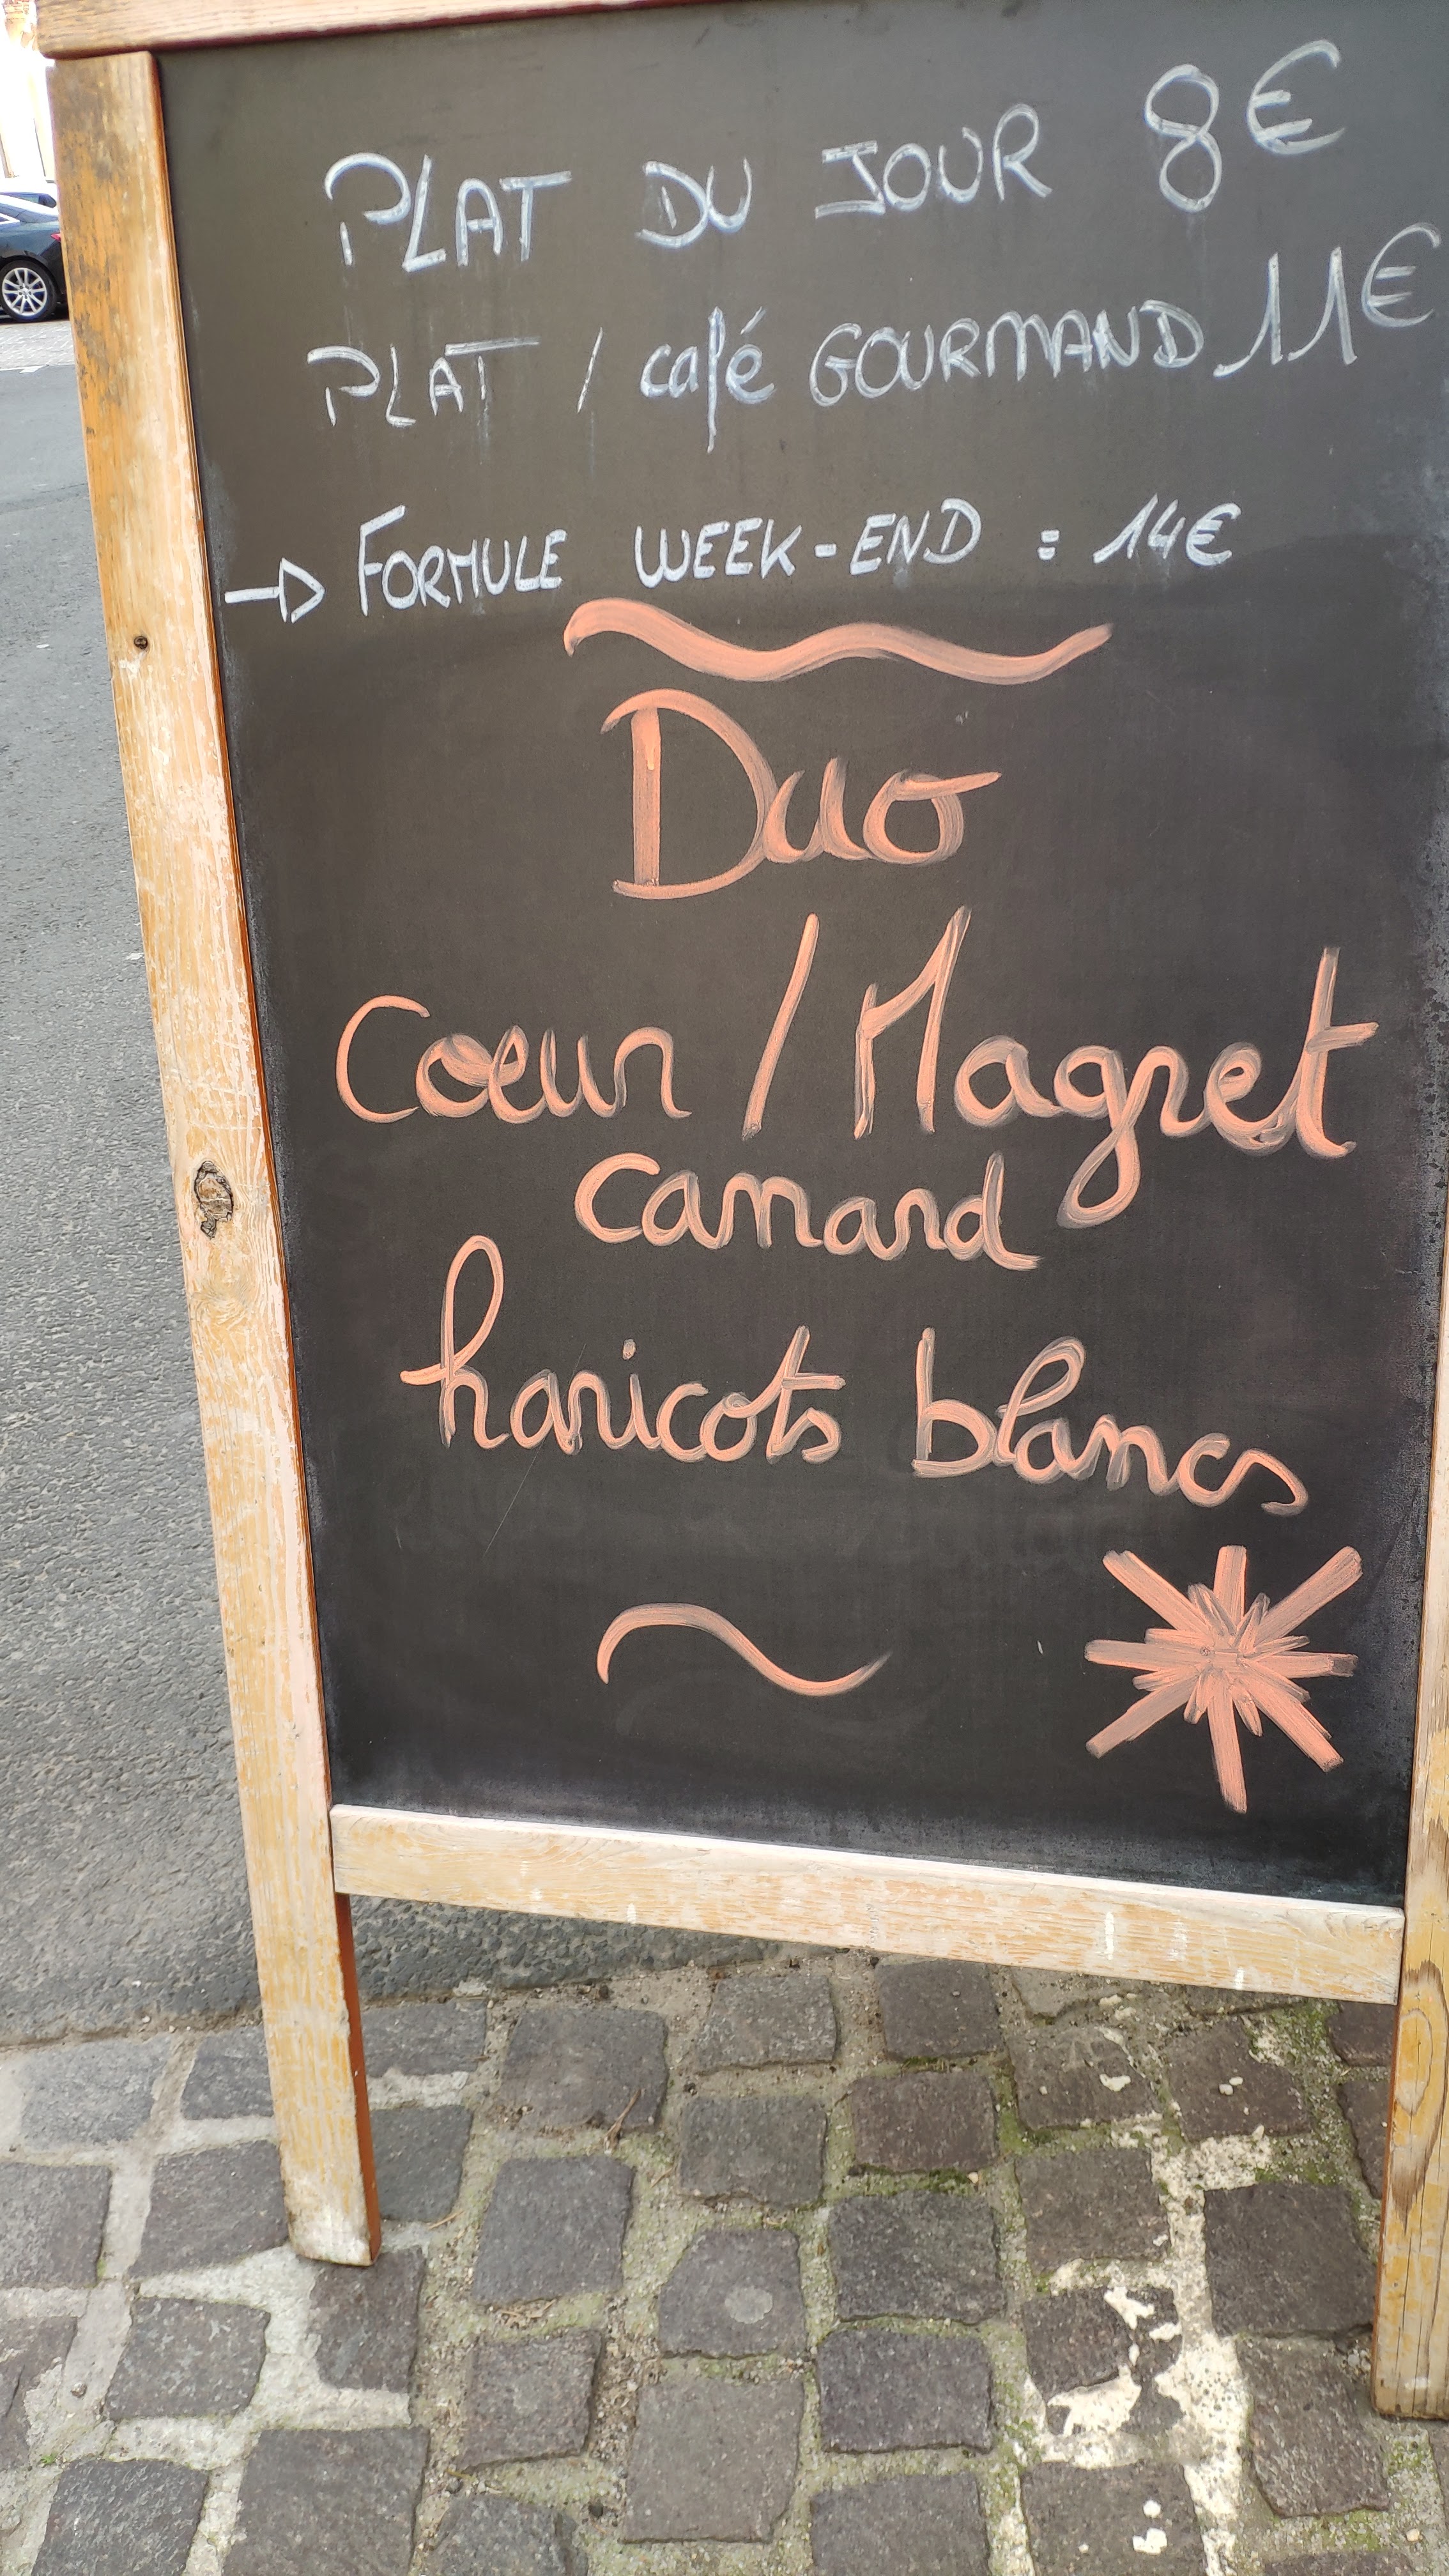 PLAT DU JOUR 8€
PLAT / café GOURMAND 11€
→ FORMULE WEEK-END : 14€
Duo
Coeur / Magret
canard
haricots blancs